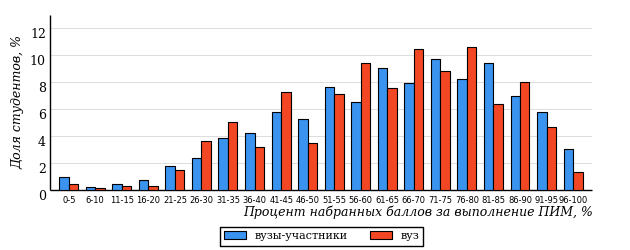 Доля студентов, %
12
10
8
6
4
2
0
0-5 6-10 11-15 16-20 21-25 26-30 31-35 36-40 41-45 46-50 51-55 56-60 61-65 66-70 71-75 76-80 81-85 86-90 91-95 96-100
Процент набранных баллов за выполнение ПИМ, %
вузы-участники вуз